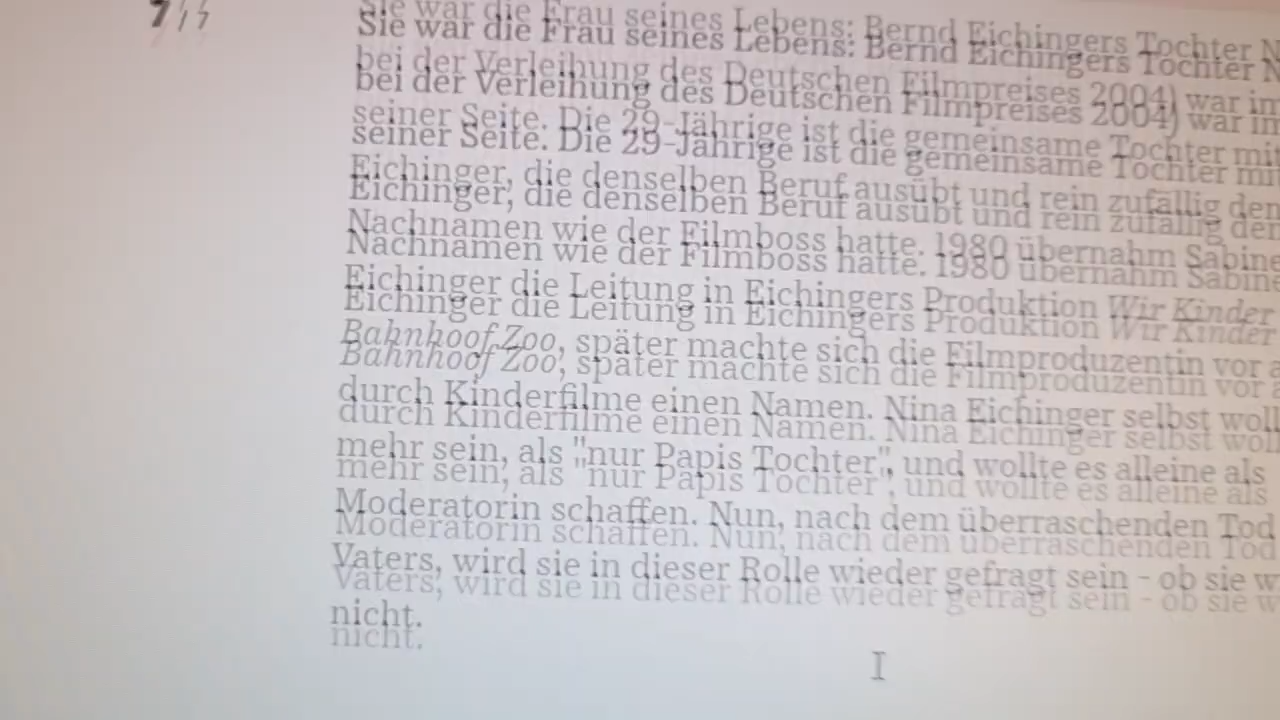 Sie war die Frau seines Lebens: Bernd Eichingers Tochter N
bei der Verleihung des Deutschen Filmpreises 2004) war im
seiner Seite. Die 29-Jährige ist die gemeinsame Tochter mit
Eichinger, die denselben Beruf ausübt und rein zufällig den
Nachnamen wie der Filmboss hatte. 1980 übernahm Sabine
Eichinger die Leitung in Eichingers Produktion Wir Kinder
Bahnhoof Zoo, später machte sich die Filmproduzentin vor a
durch Kinderfilme einen Namen. Nina Eichinger selbst woll
mehr sein, als "nur Papis Tochter", und wollte es alleine als
Moderatorin schaffen. Nun, nach dem überraschenden Tod
Vaters, wird sie in dieser Rolle wieder gefragt sein - ob sie w
nicht.